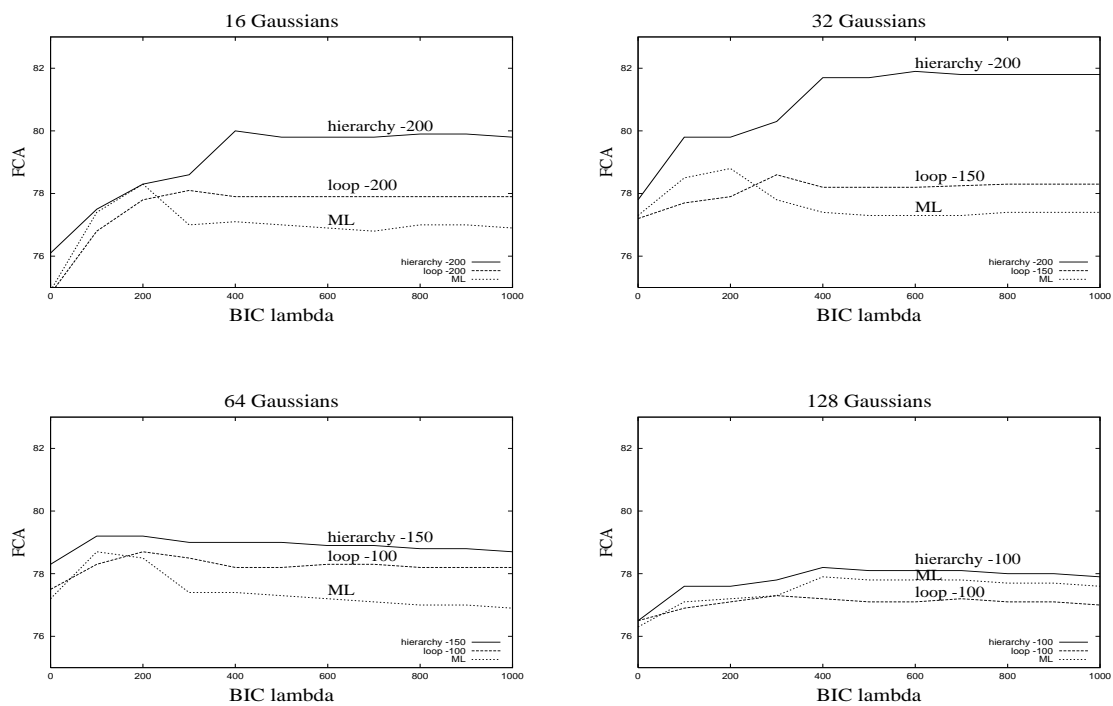 16 Gaussians
82
80
78
76
FCA
hierarchy -200
loop -200
ML
hierarchy -200
loop -200
ML
0 200 400 600 800 1000
BIC lambda
32 Gaussians
82
80
78
76
FCA
hierarchy -200
loop -150
ML
hierarchy -200
loop -150
ML
0 200 400 600 800 1000
BIC lambda
64 Gaussians
82
80
78
76
FCA
hierarchy -150
loop -100
ML
hierarchy -150
loop -100
ML
0 200 400 600 800 1000
BIC lambda
128 Gaussians
82
80
78
76
FCA
hierarchy -100
ML
loop -100
hierarchy -100
loop -100
ML
0 200 400 600 800 1000
BIC lambda